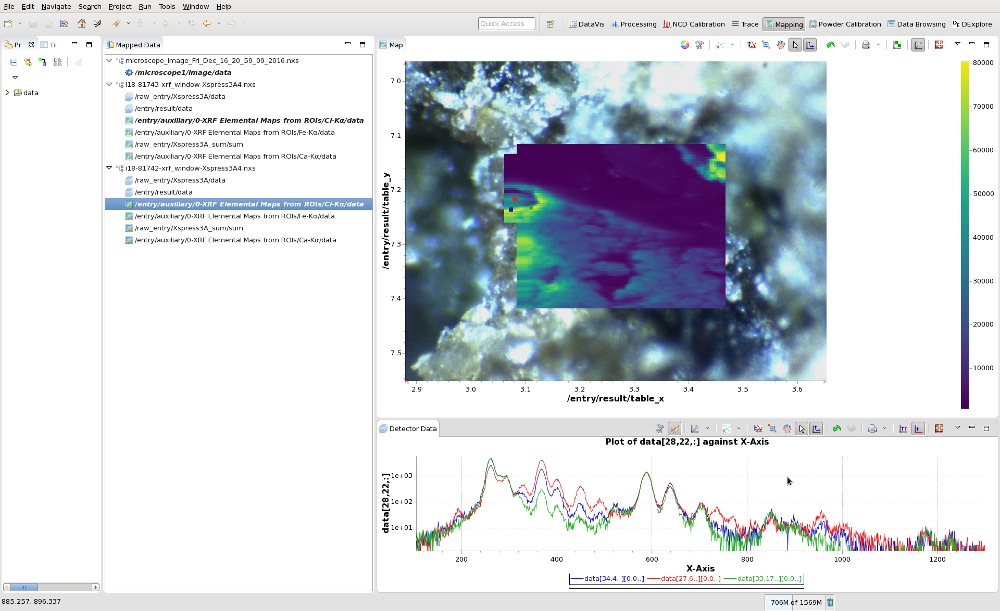 File Edit Navigate Search Project Run Tools Window Help
Quick Access
DataVis Processing NCD Calibration Trace Mapping Powder Calibration Data Browsing DExplore
Pr Fil
data
Mapped Data
microscope_image_Fri_Dec_16_20_59_09_2016.nxs
/microscope1/image/data
i18-81743-xrf_window-Xspress3A4.nxs
/raw_entry/Xspress3A/data
/entry/result/data
/entry/auxiliary/0-XRF Elemental Maps from ROIs/Cl-Kα/data
/entry/auxiliary/0-XRF Elemental Maps from ROIs/Fe-Kα/data
/raw_entry/Xspress3A_sum/sum
/entry/auxiliary/0-XRF Elemental Maps from ROIs/Ca-Kα/data
i18-81742-xrf_window-Xspress3A4.nxs
/raw_entry/Xspress3A/data
/entry/result/data
/entry/auxiliary/0-XRF Elemental Maps from ROIs/Cl-Kα/data
/entry/auxiliary/0-XRF Elemental Maps from ROIs/Fe-Kα/data
/raw_entry/Xspress3A_sum/sum
/entry/auxiliary/0-XRF Elemental Maps from ROIs/Ca-Kα/data
Map
/entry/result/table_y
7.0
7.1
7.2
7.3
7.4
7.5
2.9 3.0 3.1 3.2 3.3 3.4 3.5 3.6
/entry/result/table_x
80000
70000
60000
50000
40000
30000
20000
10000
Detector Data
Plot of data[28,22,:] against X-Axis
data[28,22,:]
1e+03
1e+02
1e+01
200 400 600 800 1000 1200
X-Axis
data[34,4,:][0,0,:] data[27,6,:][0,0,:] data[33,17,:][0,0,:]
885.257, 896.337
706M of 1569M